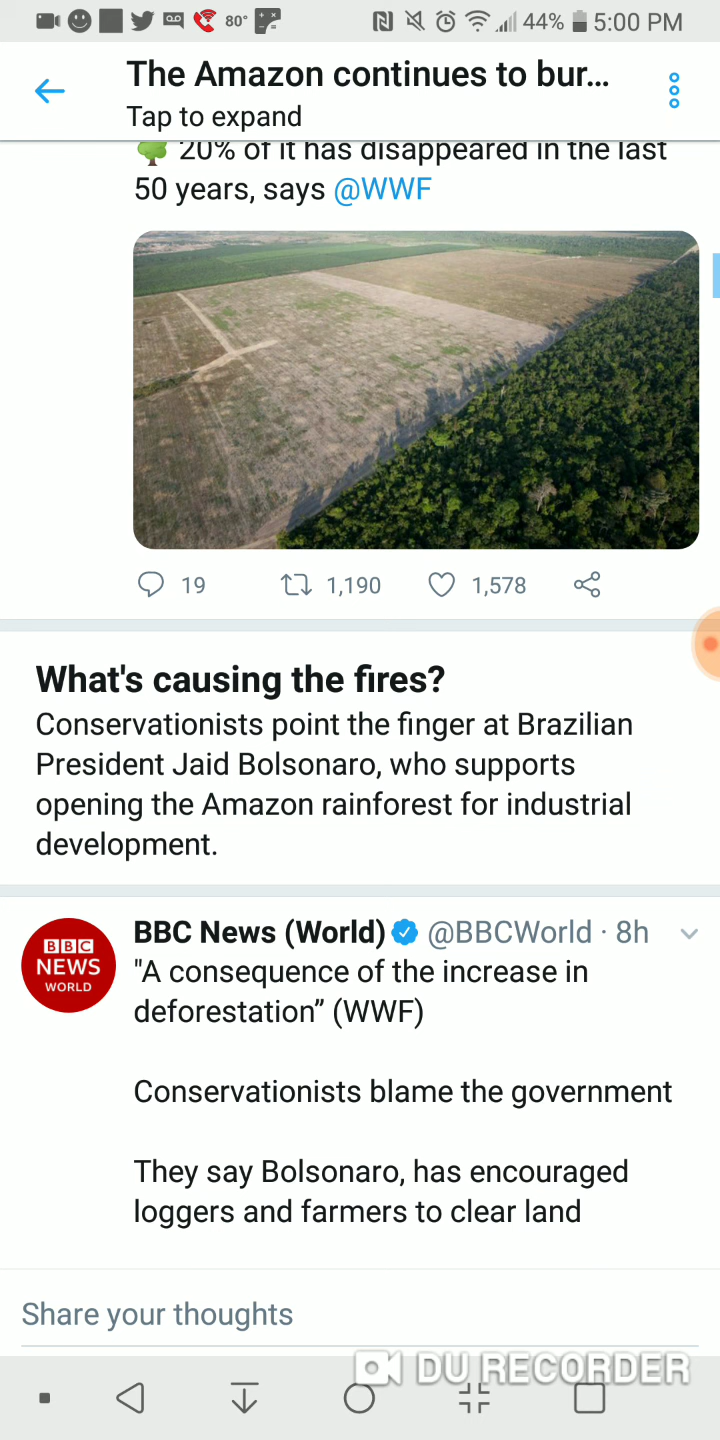 80° 44% 5:00 PM
The Amazon continues to bur...
Tap to expand
20% of it has disappeared in the last
50 years, says @WWF
19 1,190 1,578
What's causing the fires?
Conservationists point the finger at Brazilian
President Jaid Bolsonaro, who supports
opening the Amazon rainforest for industrial
development.
BBC
NEWS
WORLD
BBC News (World) @BBCWorld · 8h
"A consequence of the increase in
deforestation” (WWF)
Conservationists blame the government
They say Bolsonaro, has encouraged
loggers and farmers to clear land
Share your thoughts
DU RECORDER